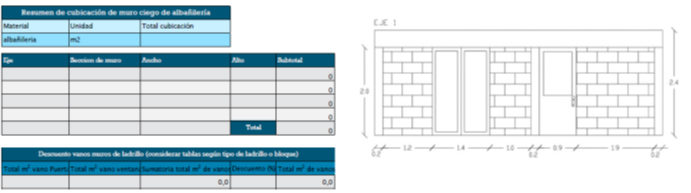 Resumen de cubicación de muro ciego de albañilería
Material Unidad Total cubicación
albañilería m2
Eje Seccion de muro Ancho Alto Subtotal
0
0
0
0
Total 0
Descuento vanos muros de ladrillo (considerar tablas según tipo de ladrillo o bloque)
Total m² vano Puert Total m² vano ventan Sumatoria total m² de vanos Descuento (%) Total m² de vano
0,0 0,0
EJE 1
2.0
2.4
0.2 1.2 1.4 1.0 0.2 0.9 1.9 0.2